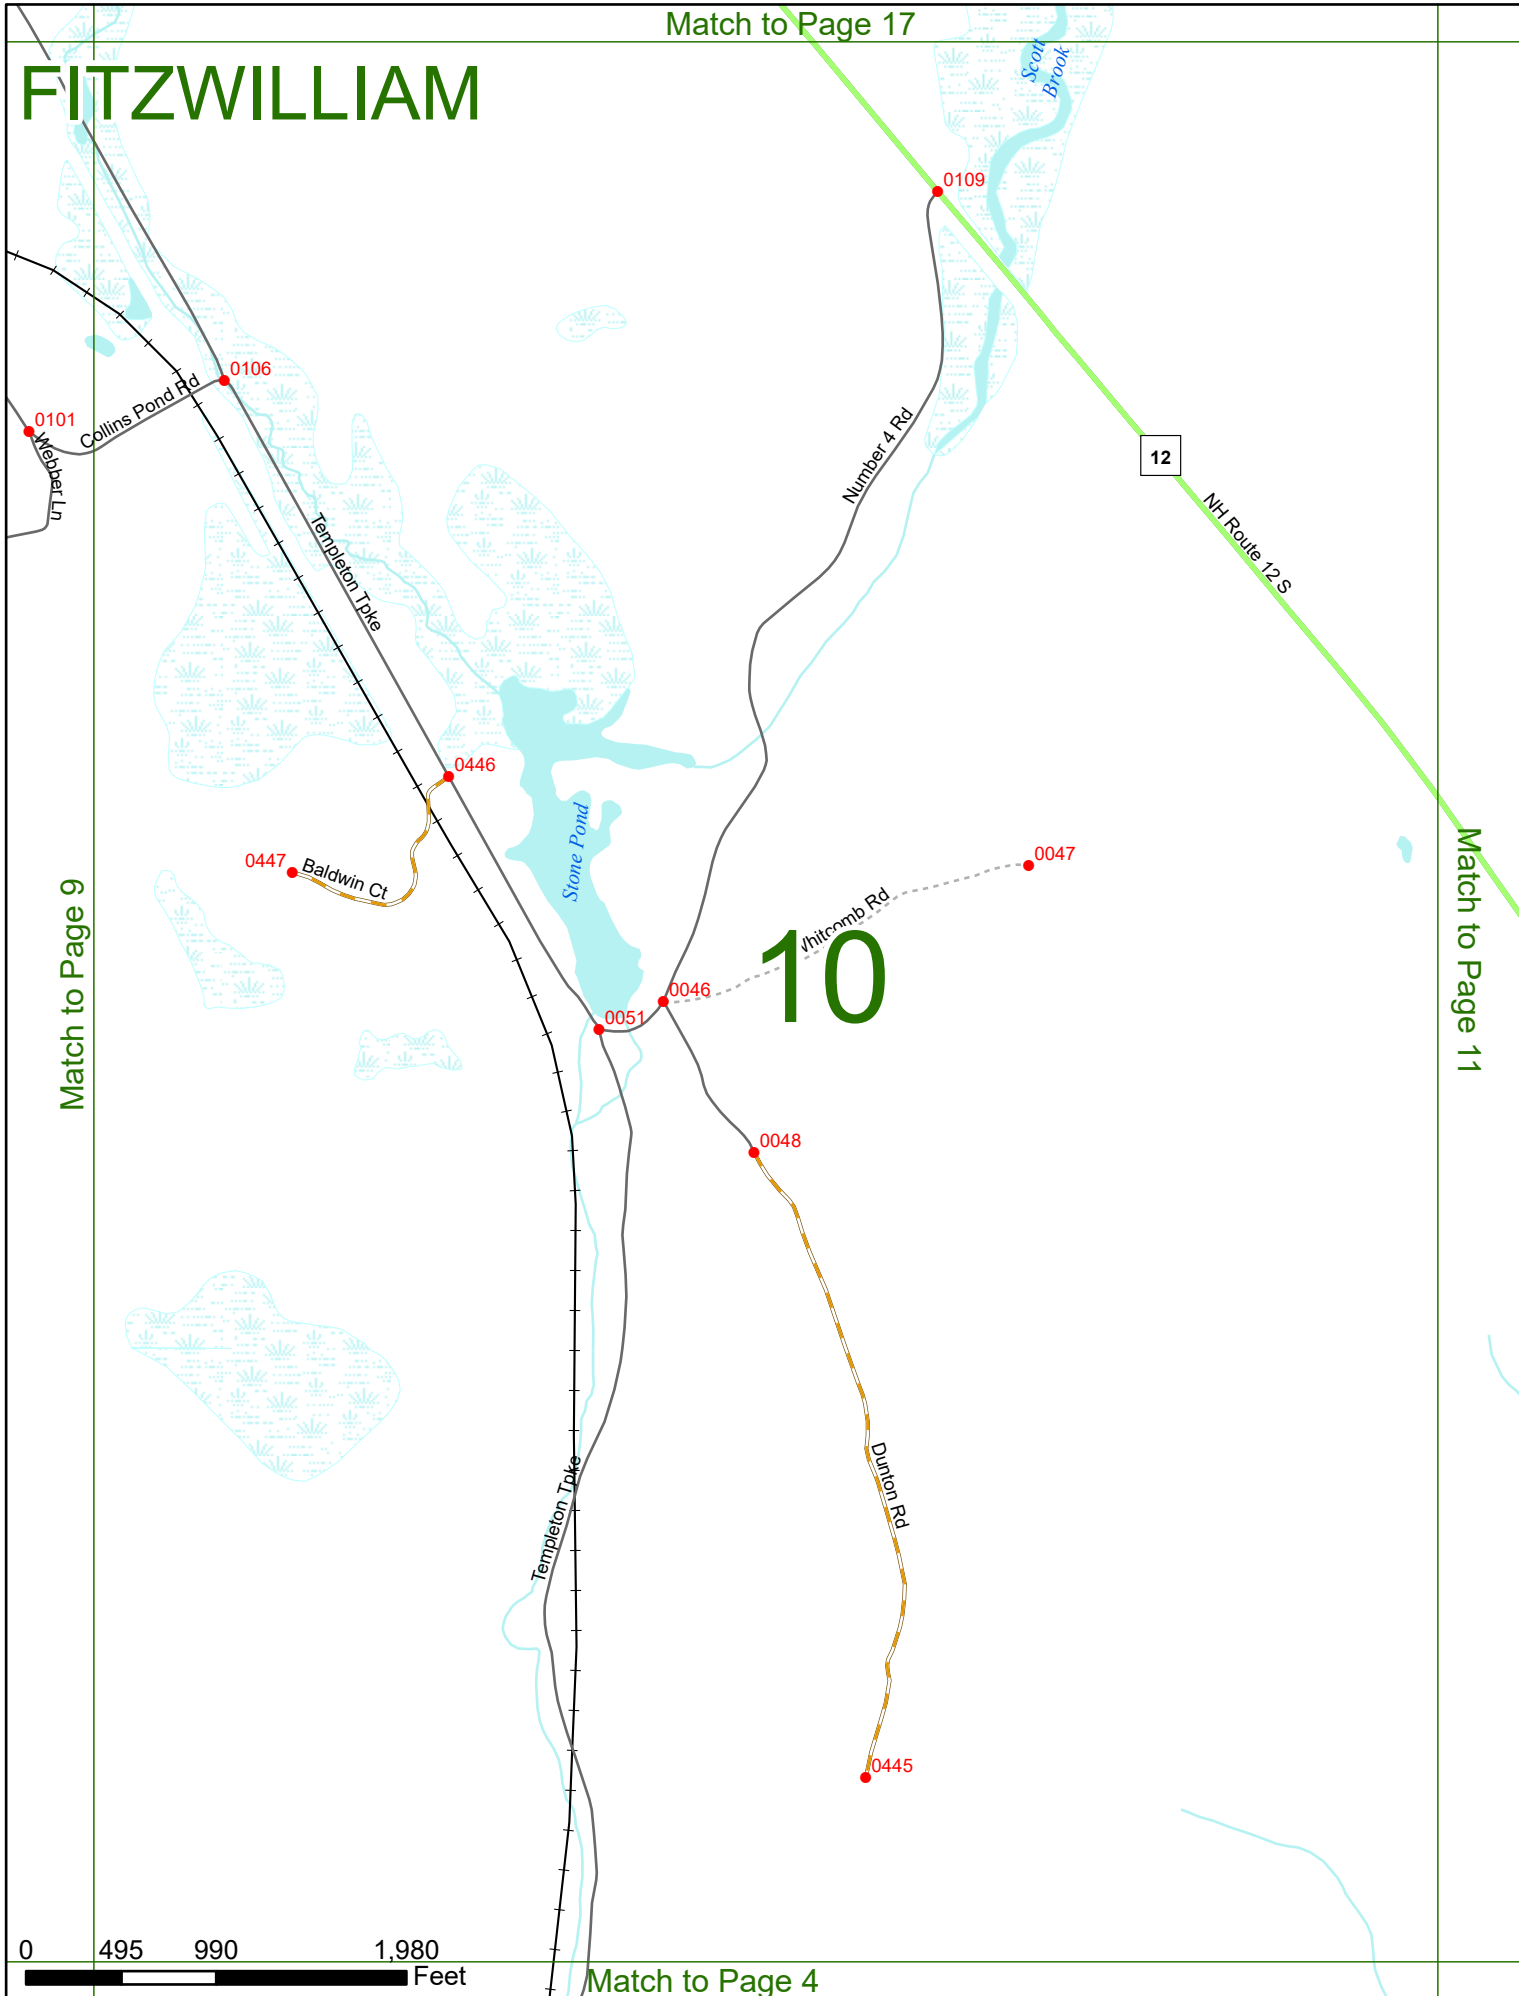 Match to Page 17
FITZWILLIAM
Scott
Brook
0109
0106
0101
Collins Pond Rd
Webber Ln
Number 4 Rd
12
NH Route 12 S
Templeton Tpke
0446
0447
Baldwin Ct
Stone Pond
0047
Whitcomb Rd
10
0046
0051
Match to Page 9
Match to Page 11
0048
Dunton Rd
Templeton Tpke
0445
0 495 990 1,980
Feet
Match to Page 4